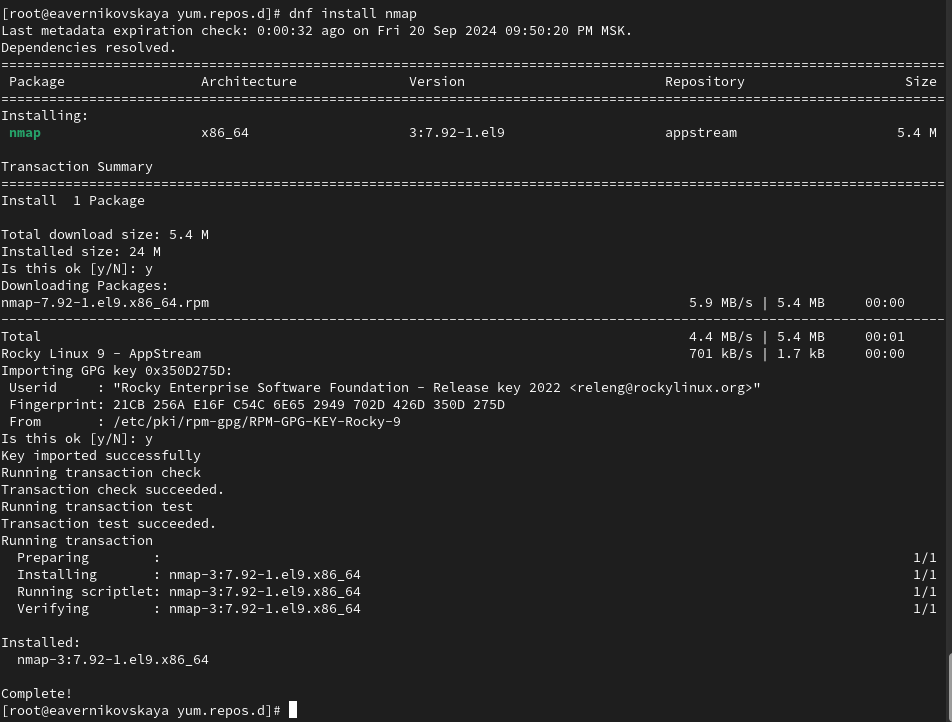 [root@eavernikovskaya yum.repos.d]# dnf install nmap
Last metadata expiration check: 0:00:32 ago on Fri 20 Sep 2024 09:50:20 PM MSK.
Dependencies resolved.
================================================================================
Package Architecture Version Repository Size
================================================================================
Installing:
nmap x86_64 3:7.92-1.el9 appstream 5.4 M
Transaction Summary
================================================================================
Install 1 Package
Total download size: 5.4 M
Installed size: 24 M
Is this ok [y/N]: y
Downloading Packages:
nmap-7.92-1.el9.x86_64.rpm 5.9 MB/s | 5.4 MB 00:00
--------------------------------------------------------------------------------
Total 4.4 MB/s | 5.4 MB 00:01
Rocky Linux 9 - AppStream 701 kB/s | 1.7 kB 00:00
Importing GPG key 0x350D275D:
Userid : "Rocky Enterprise Software Foundation - Release key 2022 <releng@rockylinux.org>"
Fingerprint: 21CB 256A E16F C54C 6E65 2949 702D 426D 350D 275D
From : /etc/pki/rpm-gpg/RPM-GPG-KEY-Rocky-9
Is this ok [y/N]: y
Key imported successfully
Running transaction check
Transaction check succeeded.
Running transaction test
Transaction test succeeded.
Running transaction
Preparing : 1/1
Installing : nmap-3:7.92-1.el9.x86_64 1/1
Running scriptlet: nmap-3:7.92-1.el9.x86_64 1/1
Verifying : nmap-3:7.92-1.el9.x86_64 1/1
Installed:
nmap-3:7.92-1.el9.x86_64
Complete!
[root@eavernikovskaya yum.repos.d]#